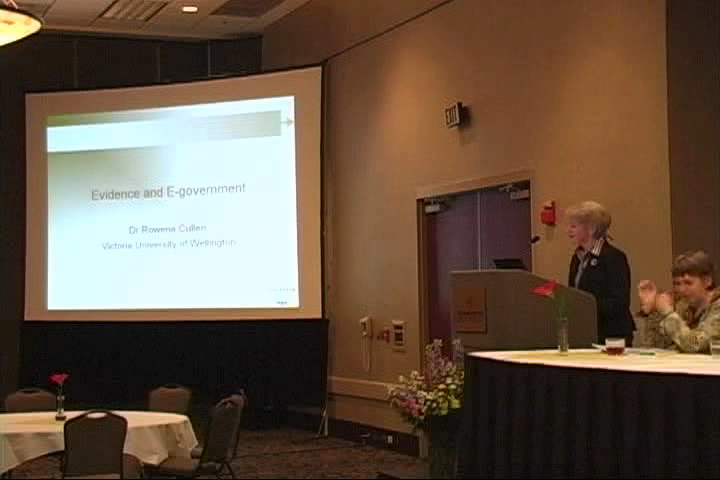 Evidence and E-government
Dr Rowena Cullen
Victoria University of Wellington
EXIT